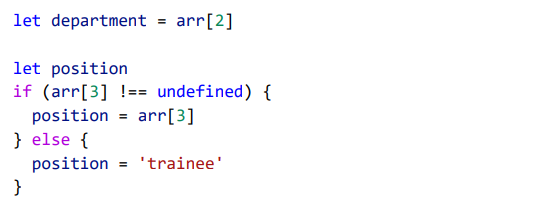 let department = arr[2]

let position
if (arr[3] !== undefined) {
  position = arr[3]
} else {
  position = 'trainee'
}